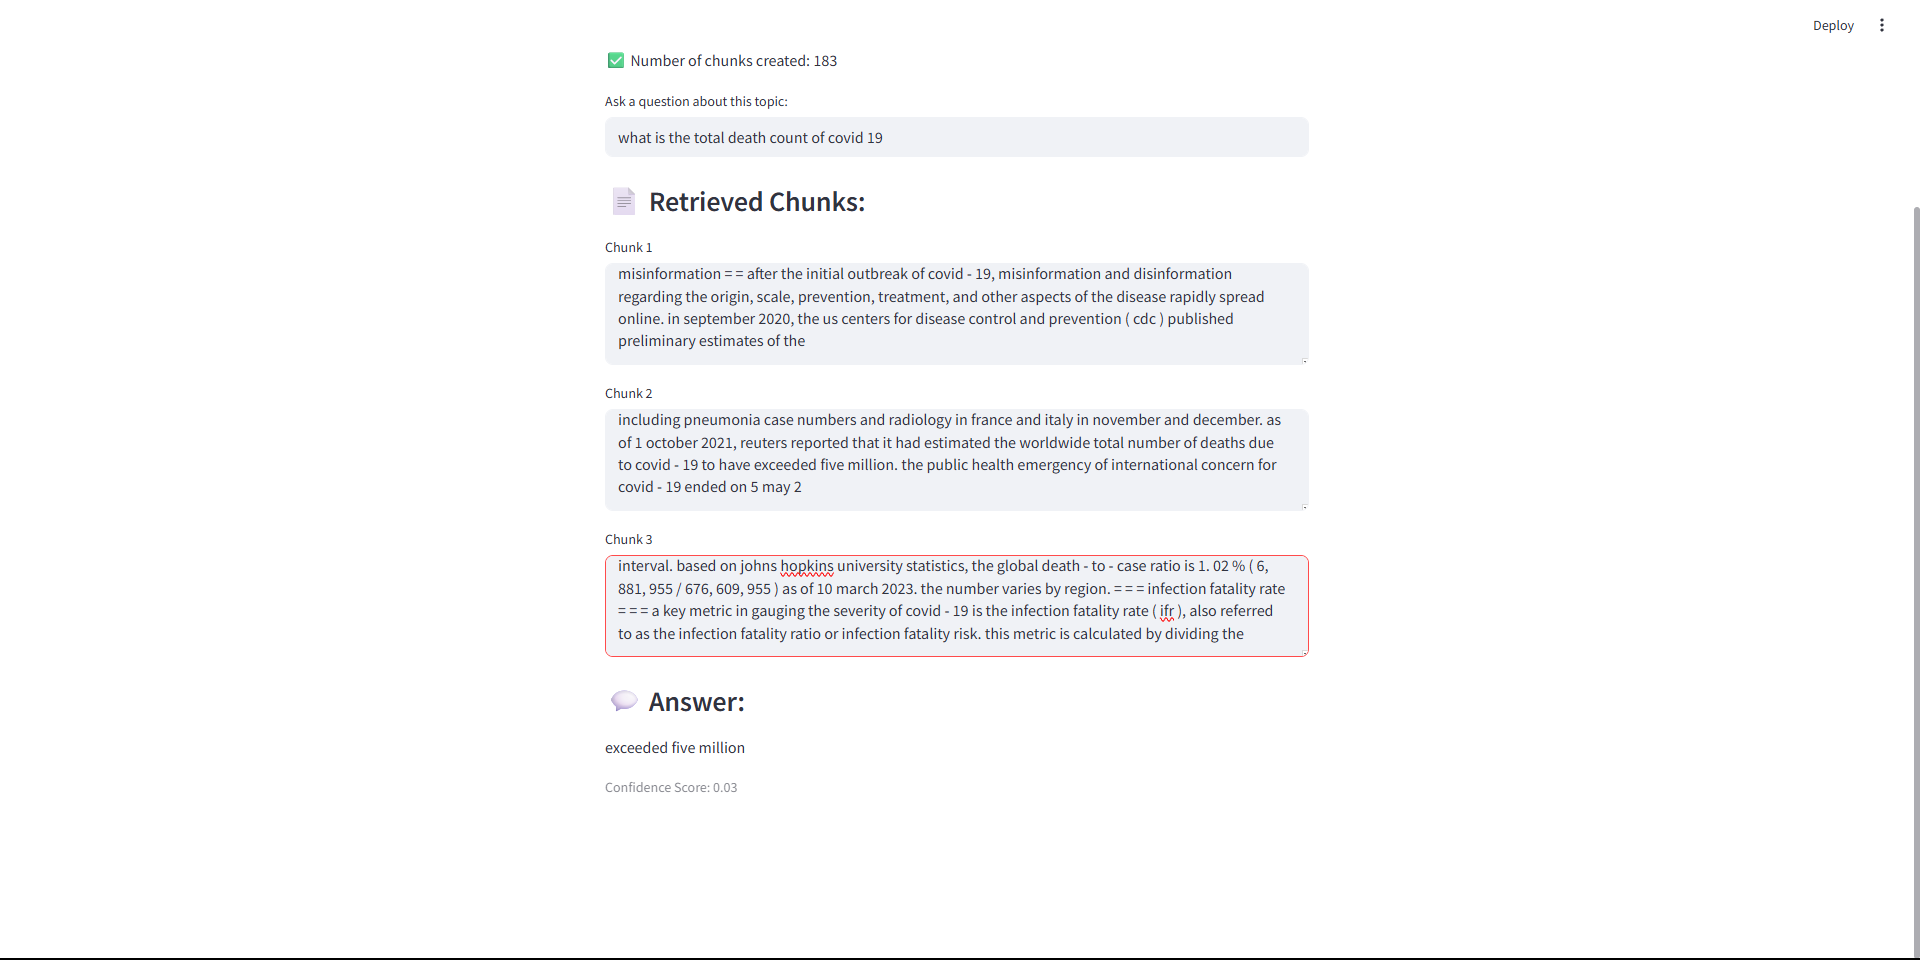 Deploy
Number of chunks created: 183
Ask a question about this topic:
what is the total death count of covid 19
Retrieved Chunks:
Chunk 1
misinformation = = after the initial outbreak of covid - 19, misinformation and disinformation
regarding the origin, scale, prevention, treatment, and other aspects of the disease rapidly spread
online. in september 2020, the us centers for disease control and prevention ( cdc ) published
preliminary estimates of the
Chunk 2
including pneumonia case numbers and radiology in france and italy in november and december. as
of 1 october 2021, reuters reported that it had estimated the worldwide total number of deaths due
to covid - 19 to have exceeded five million. the public health emergency of international concern for
covid - 19 ended on 5 may 2
Chunk 3
interval. based on johns hopkins university statistics, the global death - to - case ratio is 1. 02 % ( 6,
881, 955 / 676, 609, 955 ) as of 10 march 2023. the number varies by region. = = = infection fatality rate
= = = a key metric in gauging the severity of covid - 19 is the infection fatality rate ( ifr ), also referred
to as the infection fatality ratio or infection fatality risk. this metric is calculated by dividing the
Answer:
exceeded five million
Confidence Score: 0.03